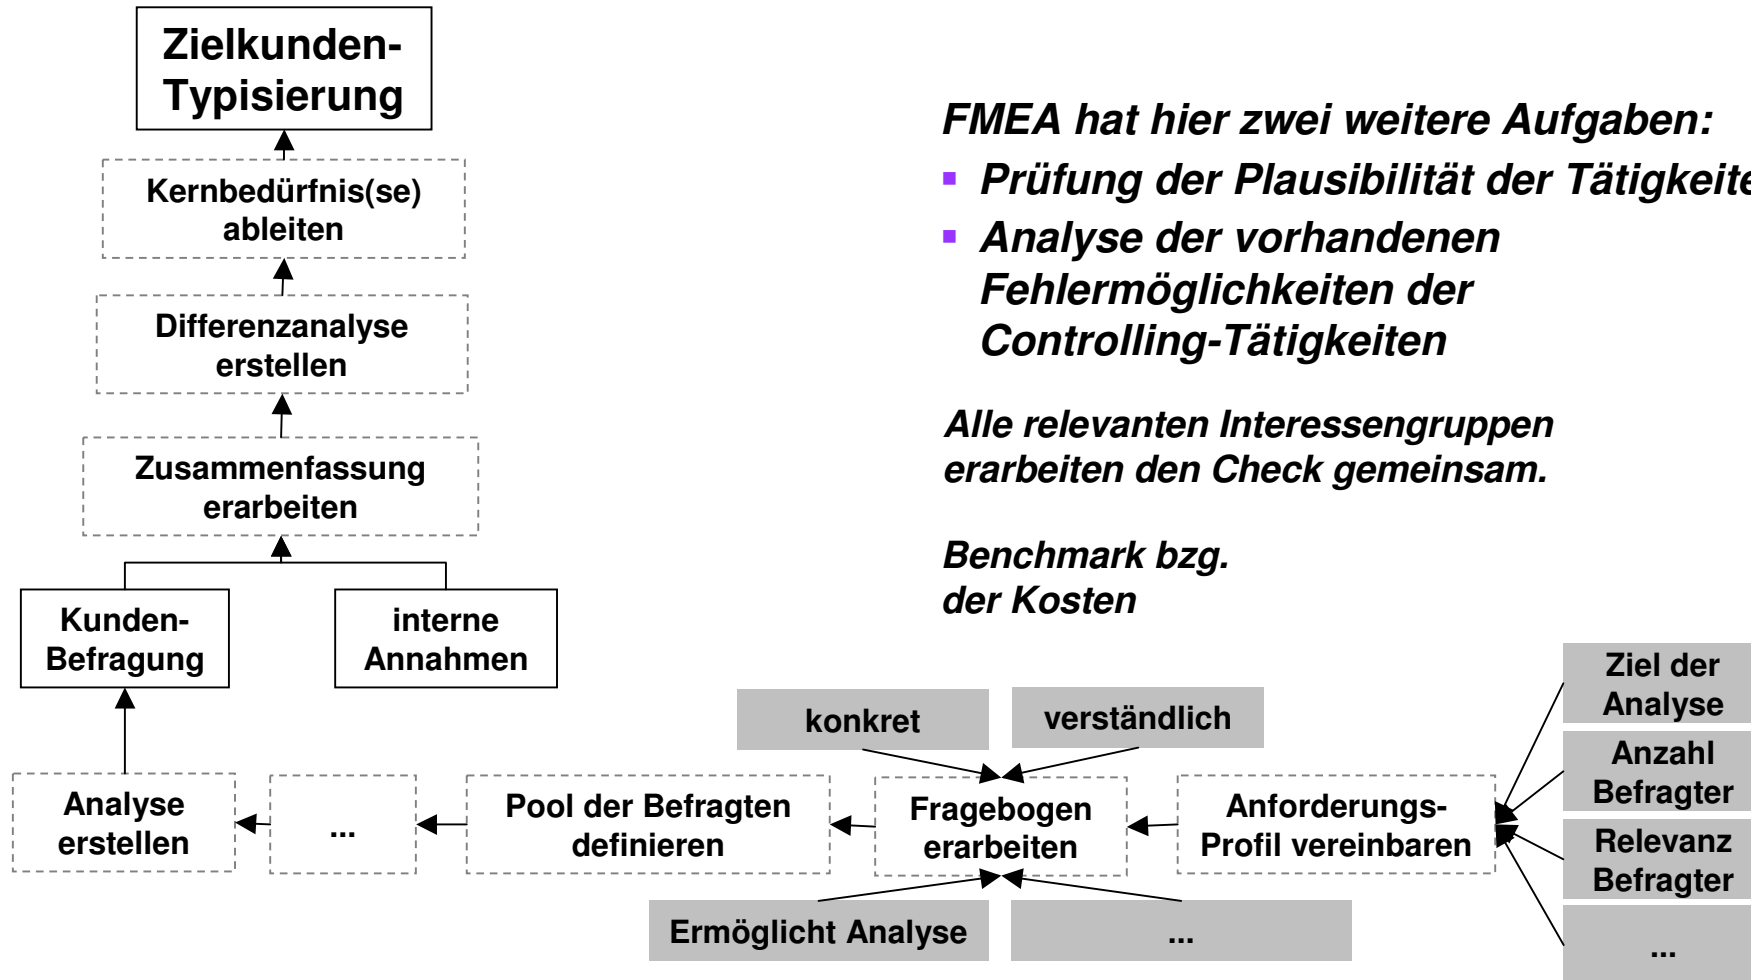 Zielkunden-
Typisierung
Kernbedürfnis(se)
ableiten
Differenzanalyse
erstellen
Zusammenfassung
erarbeiten
Kunden-
Befragung
interne
Annahmen
FMEA hat hier zwei weitere Aufgaben:
Prüfung der Plausibilität der Tätigkeite
Analyse der vorhandenen
Fehlermöglichkeiten der
Controlling-Tätigkeiten
Alle relevanten Interessengruppen
erarbeiten den Check gemeinsam.
Benchmark bzg.
der Kosten
konkret
verständlich
Analyse
erstellen
...
Pool der Befragten
definieren
Fragebogen
erarbeiten
Anforderungs-
Profil vereinbaren
Ermöglicht Analyse
...
Ziel der
Analyse
Anzahl
Befragter
Relevanz
Befragter
...